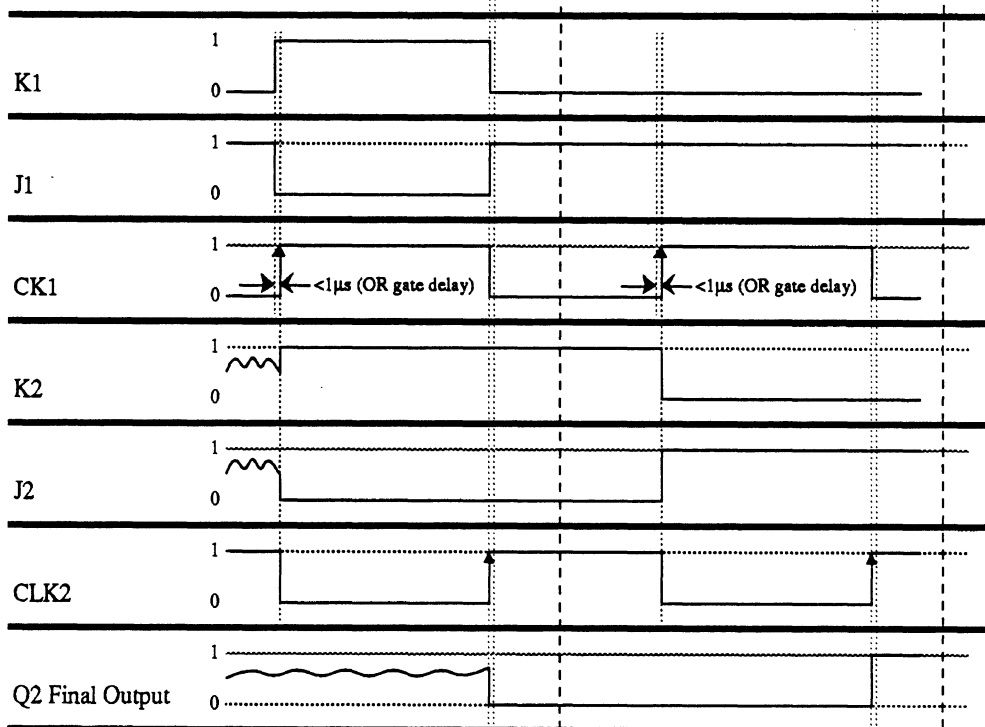 1
K1
0
1
J1
0
1
CK1
<1µs (OR gate delay)
<1µs (OR gate delay)
0
1
K2
0
1
J2
0
1
CLK2
0
1
Q2 Final Output
0